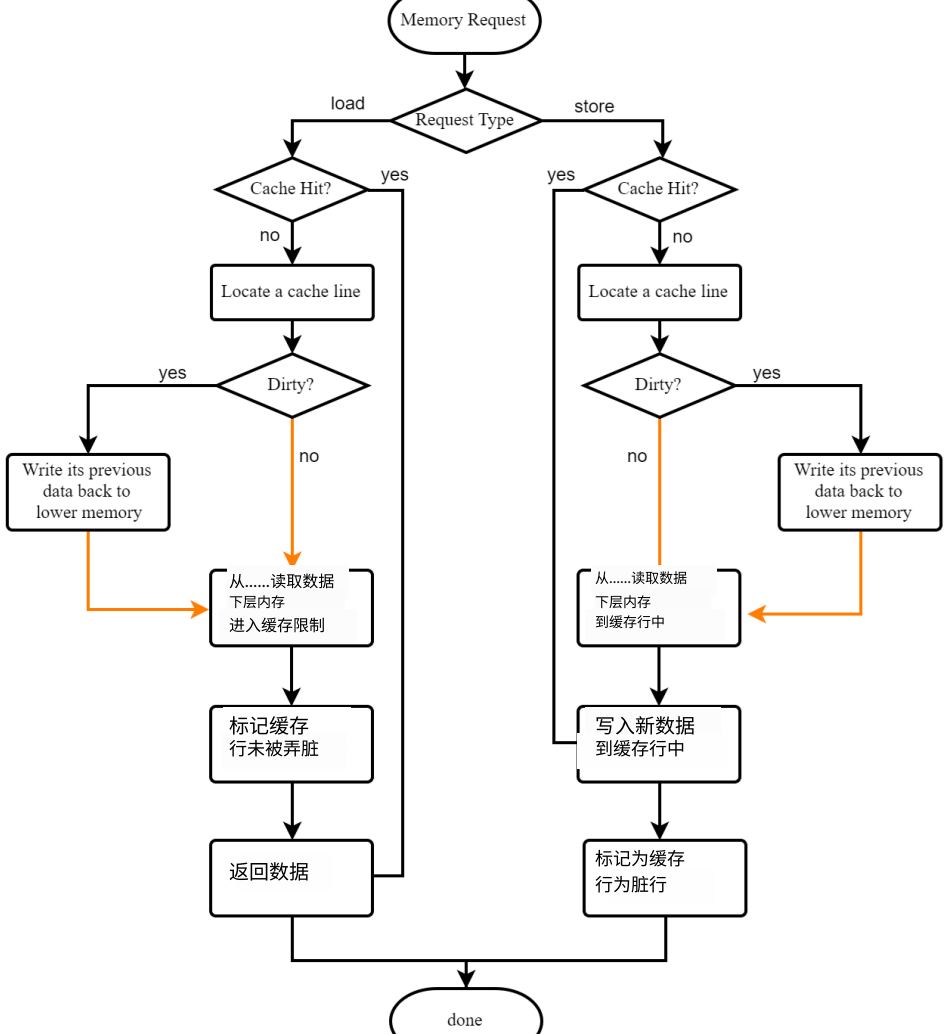 Memory Request
Request Type
load
store
Cache Hit?
yes
no
yes
Cache Hit?
no
Locate a cache line
Locate a cache line
Dirty?
yes
no
Dirty?
yes
no
Write its previous
data back to
lower memory
Write its previous
data back to
lower memory
从......读取数据
下层内存
进入缓存限制
从......读取数据
下层内存
到缓存行中
标记缓存
行未被弄脏
写入新数据
到缓存行中
返回数据
标记为缓存
行为脏行
done